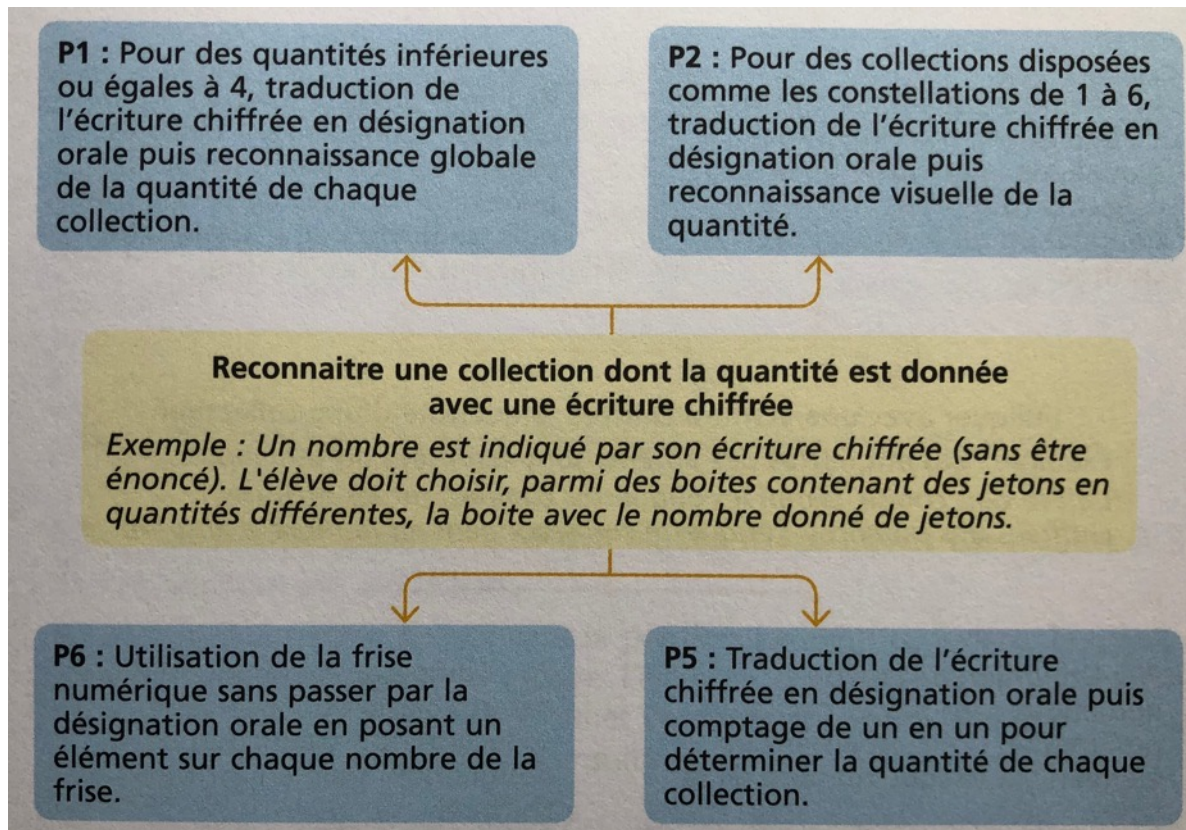 P1 : Pour des quantités inférieures
ou égales à 4, traduction de
l'écriture chiffrée en désignation
orale puis reconnaissance globale
de la quantité de chaque
collection.
P2 : Pour des collections disposées
comme les constellations de 1 à 6,
traduction de l'écriture chiffrée en
désignation orale puis
reconnaissance visuelle de la
quantité.
Reconnaitre une collection dont la quantité est donnée
avec une écriture chiffrée
Exemple : Un nombre est indiqué par son écriture chiffrée (sans être
énoncé). L'élève doit choisir, parmi des boites contenant des jetons en
quantités différentes, la boite avec le nombre donné de jetons.
P6 : Utilisation de la frise
numérique sans passer par la
désignation orale en posant un
élément sur chaque nombre de la
frise.
P5 : Traduction de l'écriture
chiffrée en désignation orale puis
comptage de un en un pour
déterminer la quantité de chaque
collection.